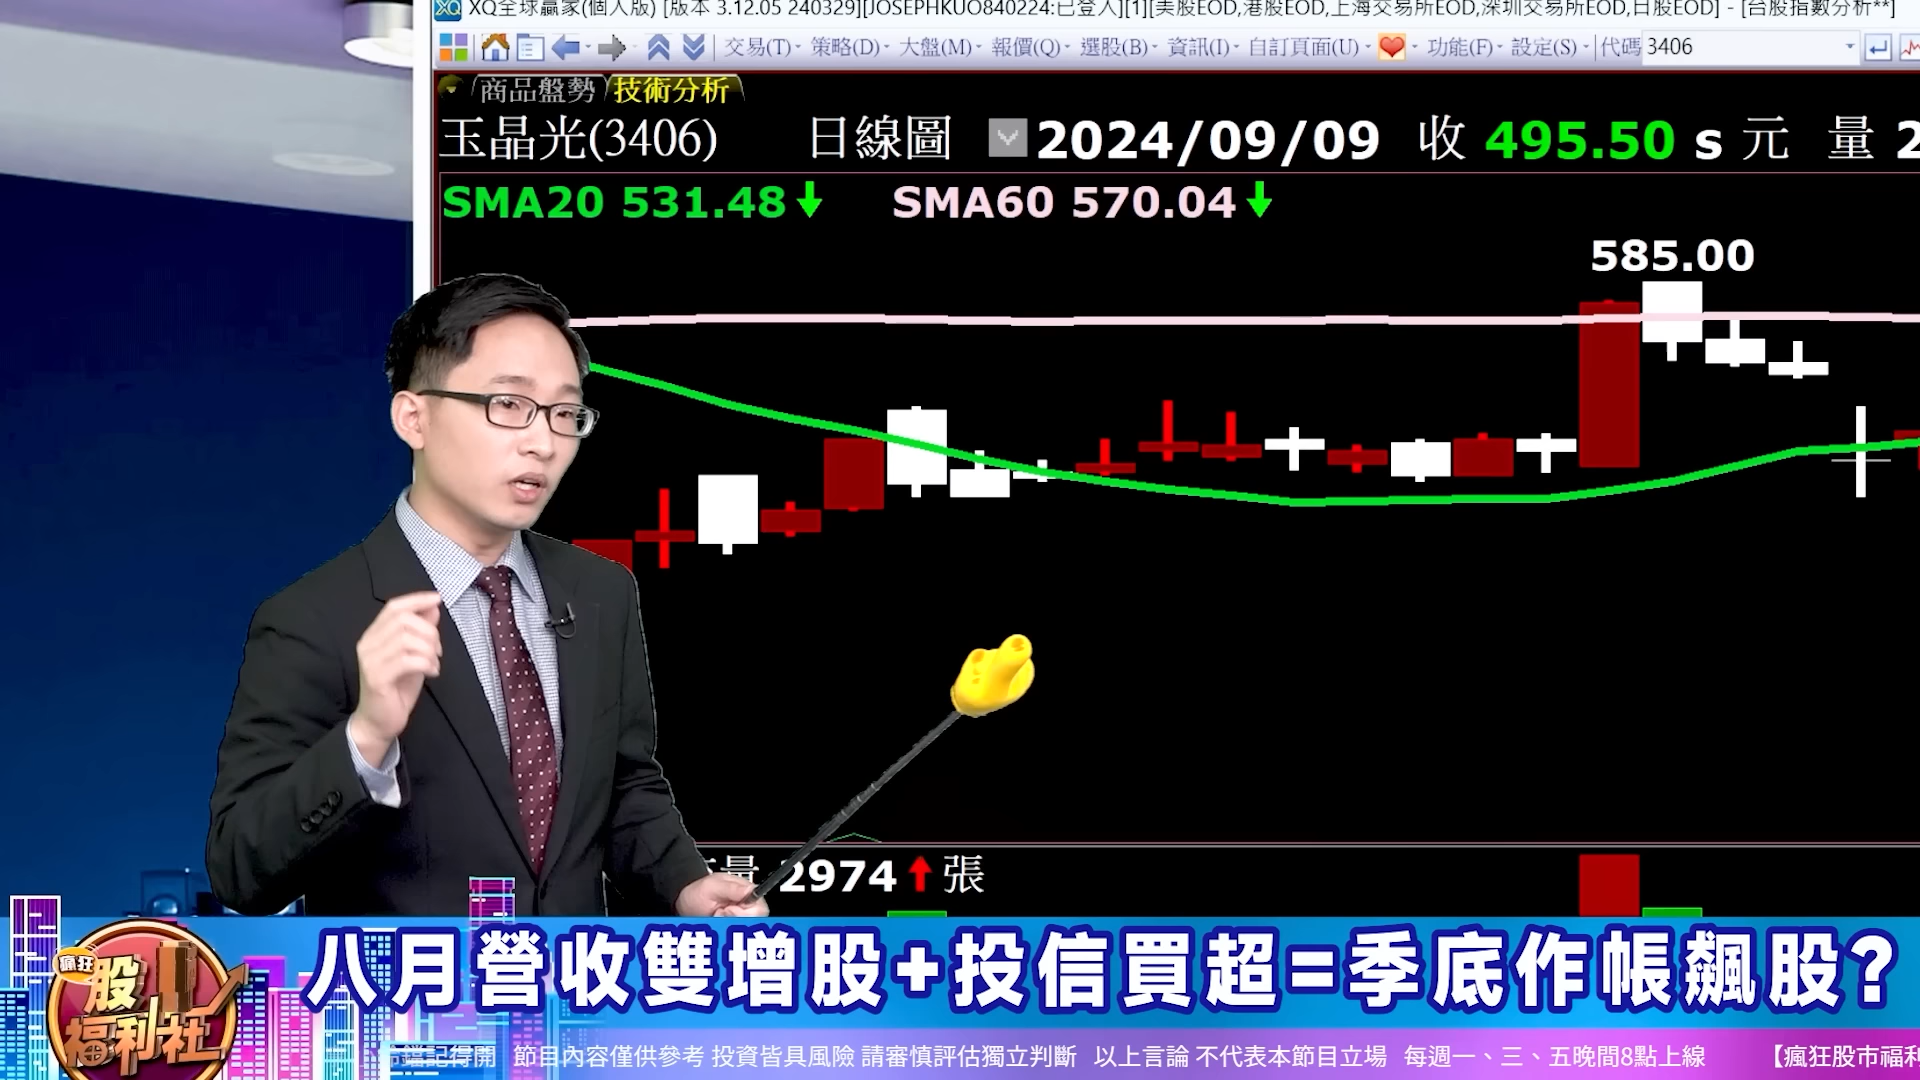 XQ全球贏家(個人版) [版本 3.12.05 240329][JOSEPHKUO840224:已登入][1][美股EOD,港股EOD,上海交易所EOD,深圳交易所EOD,日股EOD] - [台股指數分析**]
交易(T) 策略(D) 大盤(M) 報價(Q) 選股(B) 資訊(I) 自訂頁面(U) 功能(F) 設定(S) 代碼 3406
商品盤勢 技術分析
玉晶光(3406) 日線圖 2024/09/09 收 495.50 s 元 量 2
SMA20 531.48↓ SMA60 570.04↓
585.00
量 2974↑張
八月營收雙增股+投信買超=季底作帳飆股?
瘋狂
股
福利社
記得開 節目內容僅供參考 投資皆具風險 請審慎評估獨立判斷 以上言論 不代表本節目立場 每週一、三、五晚間8點上線 【瘋狂股市福利